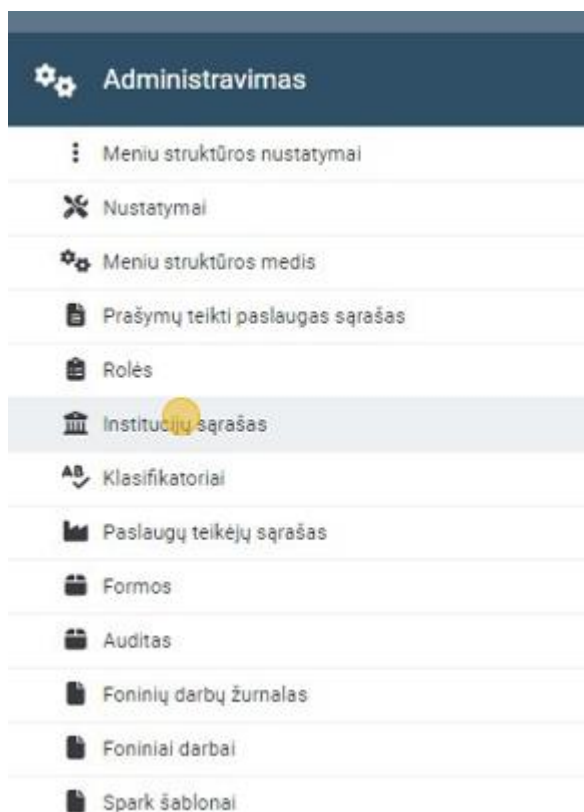 Administravimas
Meniu struktūros nustatymai
Nustatymai
Meniu struktūros medis
Prašymų teikti paslaugas sąrašas
Rolės
Institucijų sąrašas
Klasifikatoriai
Paslaugų teikėjų sąrašas
Formos
Auditas
Foninių darbų žurnalas
Foniniai darbai
Spark šablonai